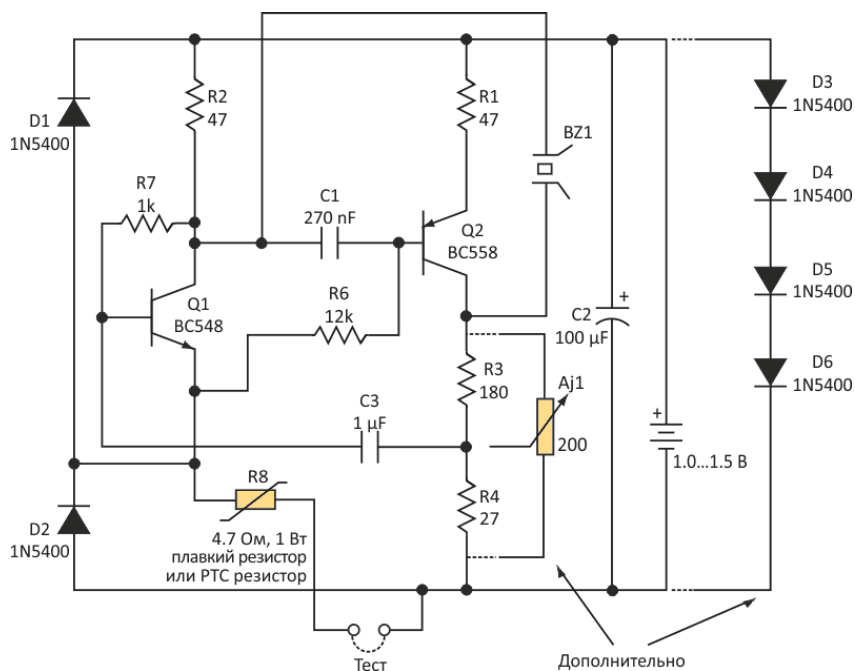 D1
1N5400
R2
47
R1
47
BZ1
D3
1N5400
R7
1k
C1
270 nF
Q2
BC558
D4
1N5400
Q1
BC548
R6
12k
C2
100 µF
+
D5
1N5400
R3
180
Aj1
200
D6
1N5400
C3
1 µF
+
1.0...1.5 В
R8
4.7 Ом, 1 Вт
плавкий резистор
или РТС резистор
R4
27
D2
1N5400
Тест
Дополнительно